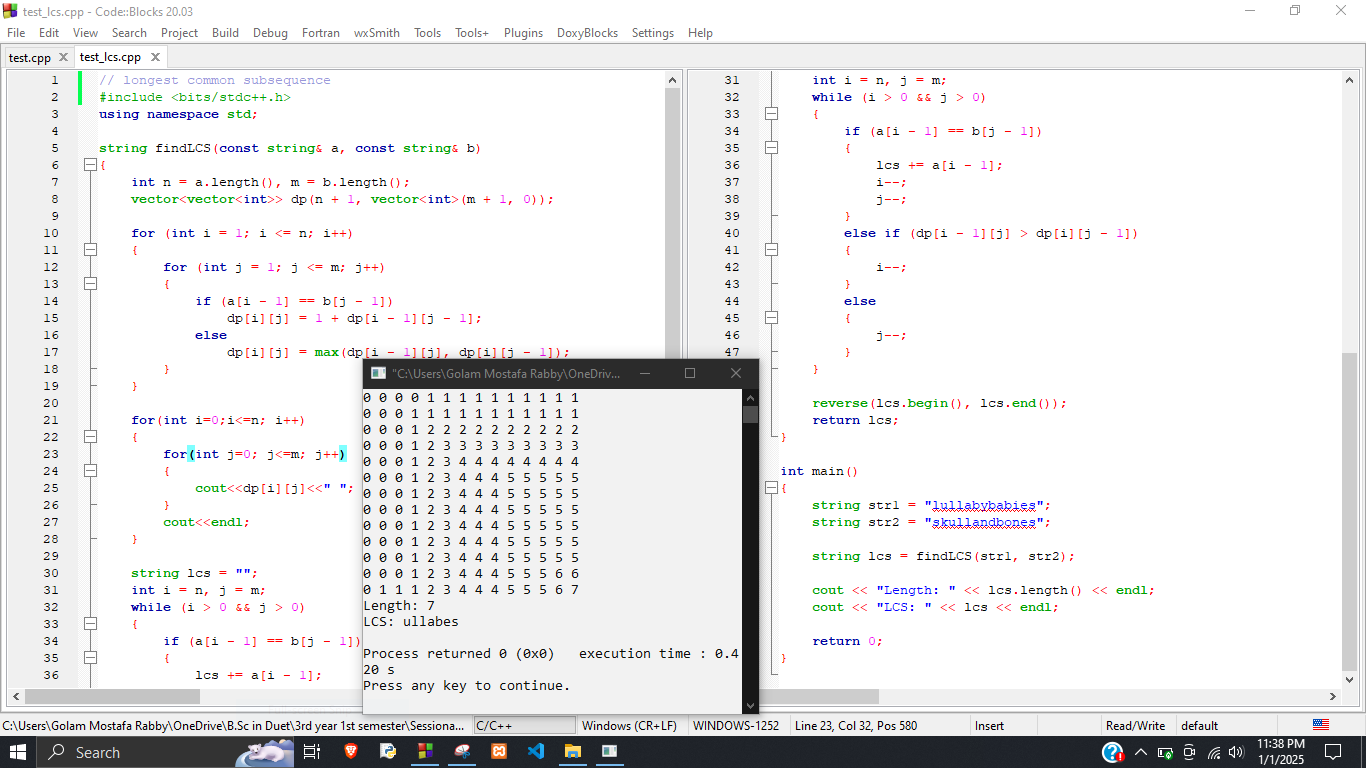 test_lcs.cpp - Code::Blocks 20.03
File Edit View Search Project Build Debug Fortran wxSmith Tools Tools+ Plugins DoxyBlocks Settings Help
test.cpp test_lcs.cpp
1 // longest common subsequence
2 #include <bits/stdc++.h>
3 using namespace std;
4
5 string findLCS(const string& a, const string& b)
6 {
7 int n = a.length(), m = b.length();
8 vector<vector<int>> dp(n + 1, vector<int>(m + 1, 0));
9
10 for (int i = 1; i <= n; i++)
11 {
12 for (int j = 1; j <= m; j++)
13 {
14 if (a[i - 1] == b[j - 1])
15 dp[i][j] = 1 + dp[i - 1][j - 1];
16 else
17 dp[i][j] = max(dp[i - 1][j], dp[i][j - 1]);
18 }
19 }
20
21 for(int i=0;i<=n; i++)
22 {
23 for(int j=0; j<=m; j++)
24 {
25 cout<<dp[i][j]<<" ";
26 }
27 cout<<endl;
28 }
29
30 string lcs = "";
31 int i = n, j = m;
32 while (i > 0 && j > 0)
33 {
34 if (a[i - 1] == b[j - 1])
35 {
36 lcs += a[i - 1];
31 int i = n, j = m;
32 while (i > 0 && j > 0)
33 {
34 if (a[i - 1] == b[j - 1])
35 {
36 lcs += a[i - 1];
37 i--;
38 j--;
39 }
40 else if (dp[i - 1][j] > dp[i][j - 1])
41 {
42 i--;
43 }
44 else
45 {
46 j--;
47 }
}
reverse(lcs.begin(), lcs.end());
return lcs;
}
int main()
{
string str1 = "lullabybabies";
string str2 = "skullandbones";
string lcs = findLCS(str1, str2);
cout << "Length: " << lcs.length() << endl;
cout << "LCS: " << lcs << endl;
return 0;
}
"C:\Users\Golam Mostafa Rabby\OneDriv...
0 0 0 0 1 1 1 1 1 1 1 1 1 1
0 0 0 1 1 1 1 1 1 1 1 1 1 1
0 0 0 1 2 2 2 2 2 2 2 2 2 2
0 0 0 1 2 3 3 3 3 3 3 3 3 3
0 0 0 1 2 3 4 4 4 4 4 4 4 4
0 0 0 1 2 3 4 4 4 5 5 5 5 5
0 0 0 1 2 3 4 4 4 5 5 5 5 5
0 0 0 1 2 3 4 4 4 5 5 5 5 5
0 0 0 1 2 3 4 4 4 5 5 5 5 5
0 0 0 1 2 3 4 4 4 5 5 5 5 5
0 0 0 1 2 3 4 4 4 5 5 5 5 5
0 0 0 1 2 3 4 4 4 5 5 5 6 6
0 1 1 1 2 3 4 4 4 5 5 5 6 7
Length: 7
LCS: ullabes
Process returned 0 (0x0) execution time : 0.4
20 s
Press any key to continue.
C:\Users\Golam Mostafa Rabby\OneDrive\B.Sc in Duet\3rd year 1st semester\Sessiona... C/C++ Windows (CR+LF) WINDOWS-1252 Line 23, Col 32, Pos 580 Insert Read/Write default
Search
11:38 PM
1/1/2025